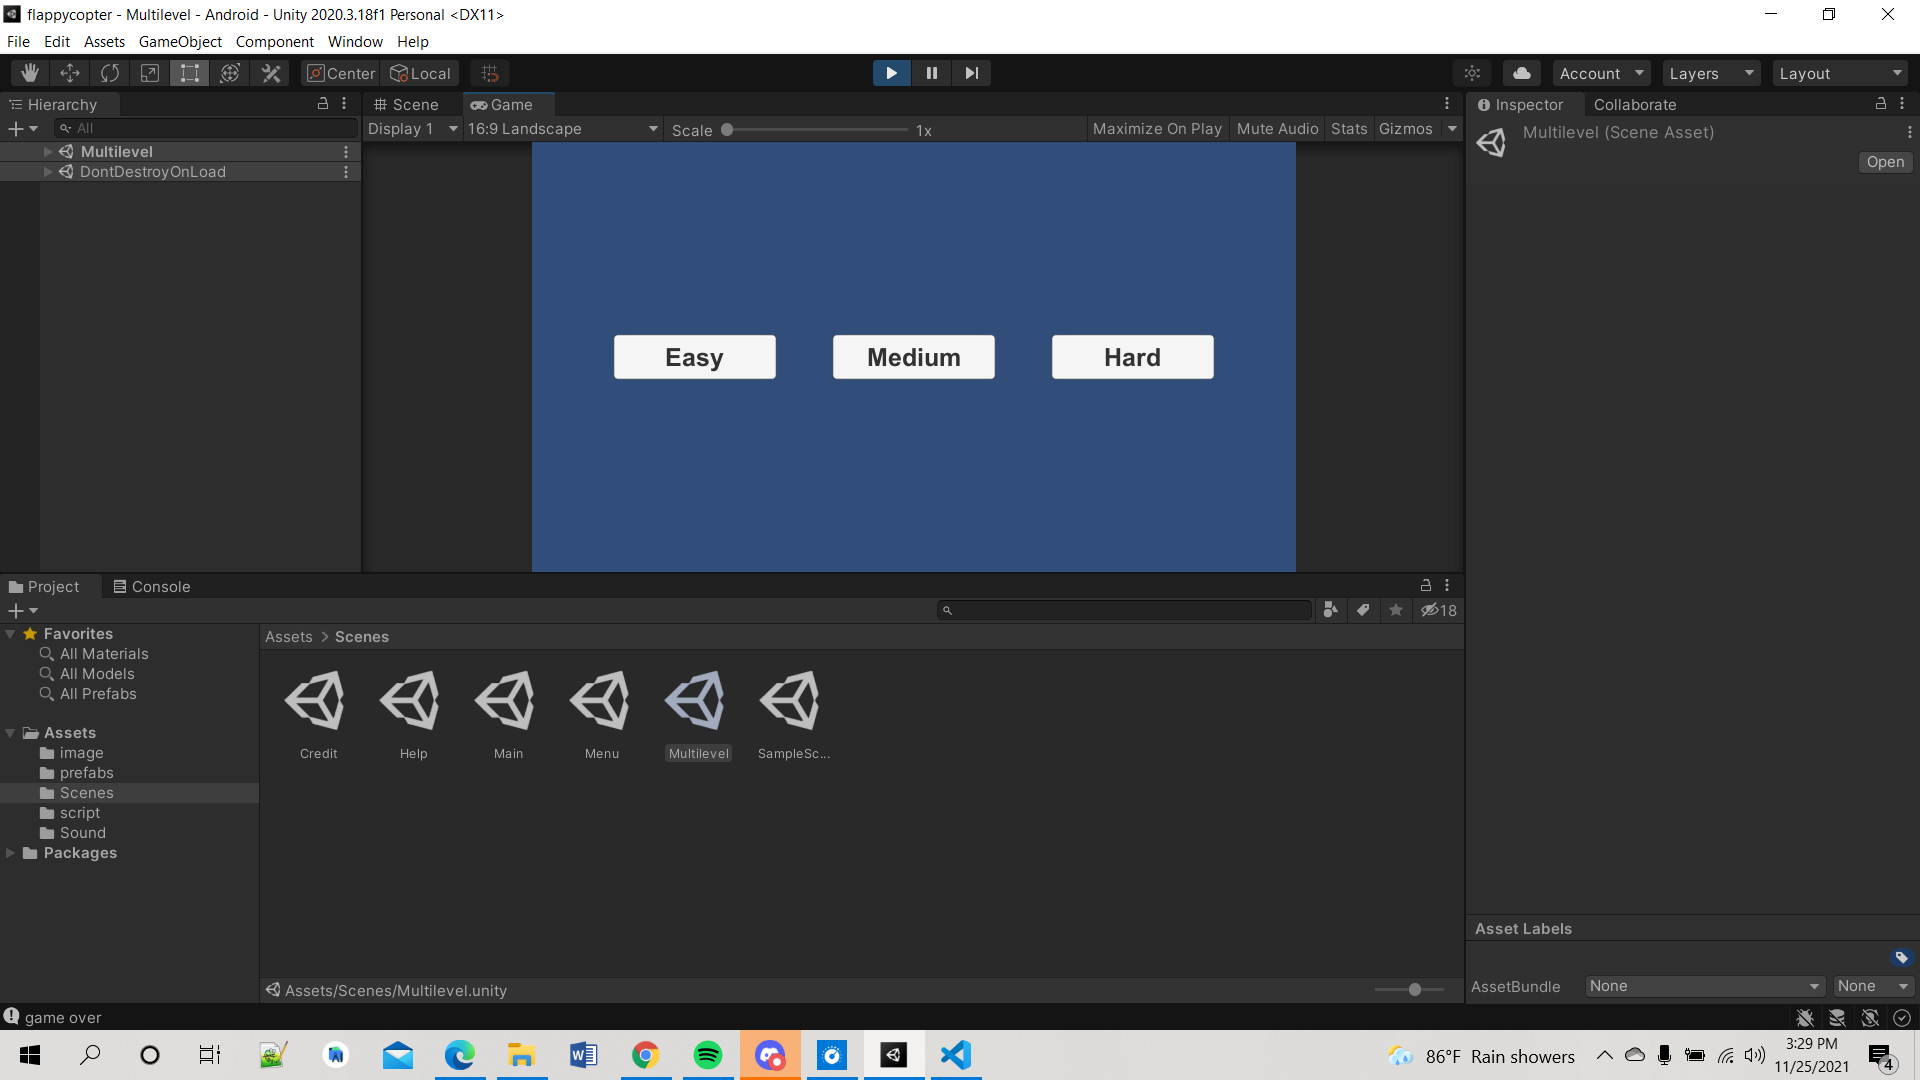 flappycopter - Multilevel - Android - Unity 2020.3.18f1 Personal <DX11>
File Edit Assets GameObject Component Window Help
Center Local Account Layers Layout
Hierarchy
All
Multilevel
DontDestroyOnLoad
Scene Game
Display 1 16:9 Landscape Scale 1x Maximize On Play Mute Audio Stats Gizmos
Easy Medium Hard
Inspector Collaborate
Multilevel (Scene Asset)
Open
Project Console
18
Favorites
All Materials
All Models
All Prefabs
Assets
image
prefabs
Scenes
script
Sound
Packages
Assets > Scenes
Credit Help Main Menu Multilevel SampleSc...
Assets/Scenes/Multilevel.unity
Asset Labels
AssetBundle None None
game over
86°F Rain showers
3:29 PM
11/25/2021
4